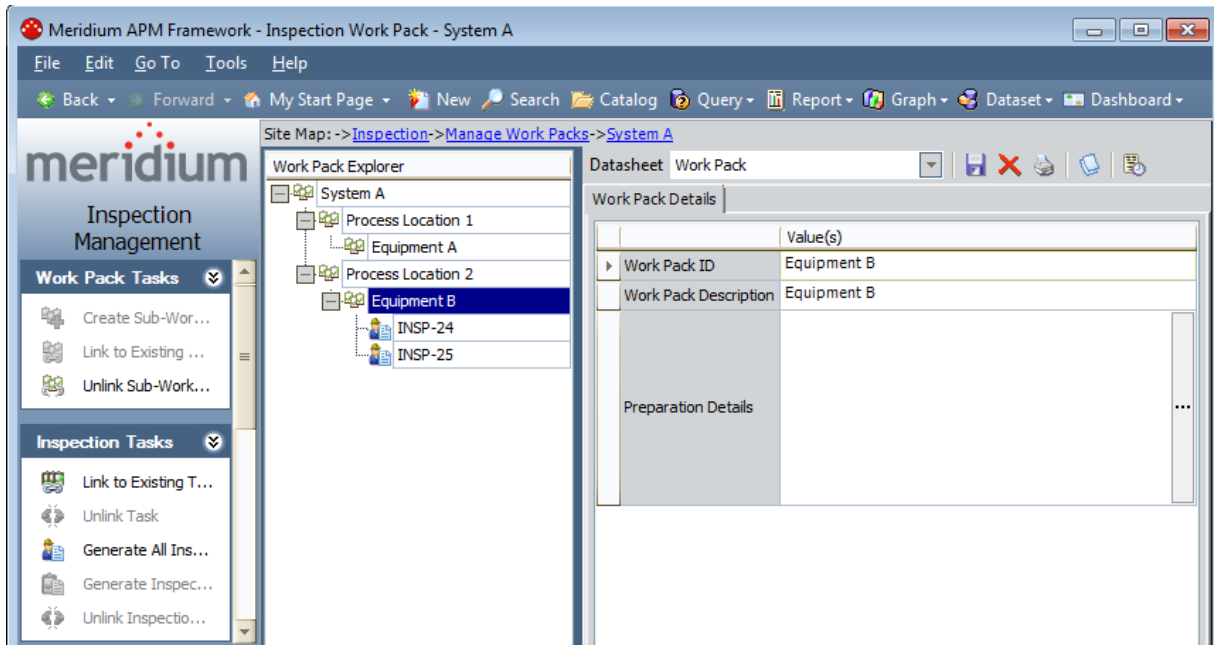 Meridium APM Framework - Inspection Work Pack - System A
File Edit Go To Tools Help
Back Forward My Start Page New Search Catalog Query Report Graph Dataset Dashboard
meridium
Inspection
Management
Work Pack Tasks
Create Sub-Wor...
Link to Existing ...
Unlink Sub-Work...
Inspection Tasks
Link to Existing T...
Unlink Task
Generate All Ins...
Generate Inspec...
Unlink Inspectio...
Site Map: ->Inspection->Manage Work Packs->System A
Work Pack Explorer
System A
Process Location 1
Equipment A
Process Location 2
Equipment B
INSP-24
INSP-25
Datasheet Work Pack
Work Pack Details
Value(s)
Work Pack ID Equipment B
Work Pack Description Equipment B
Preparation Details ...